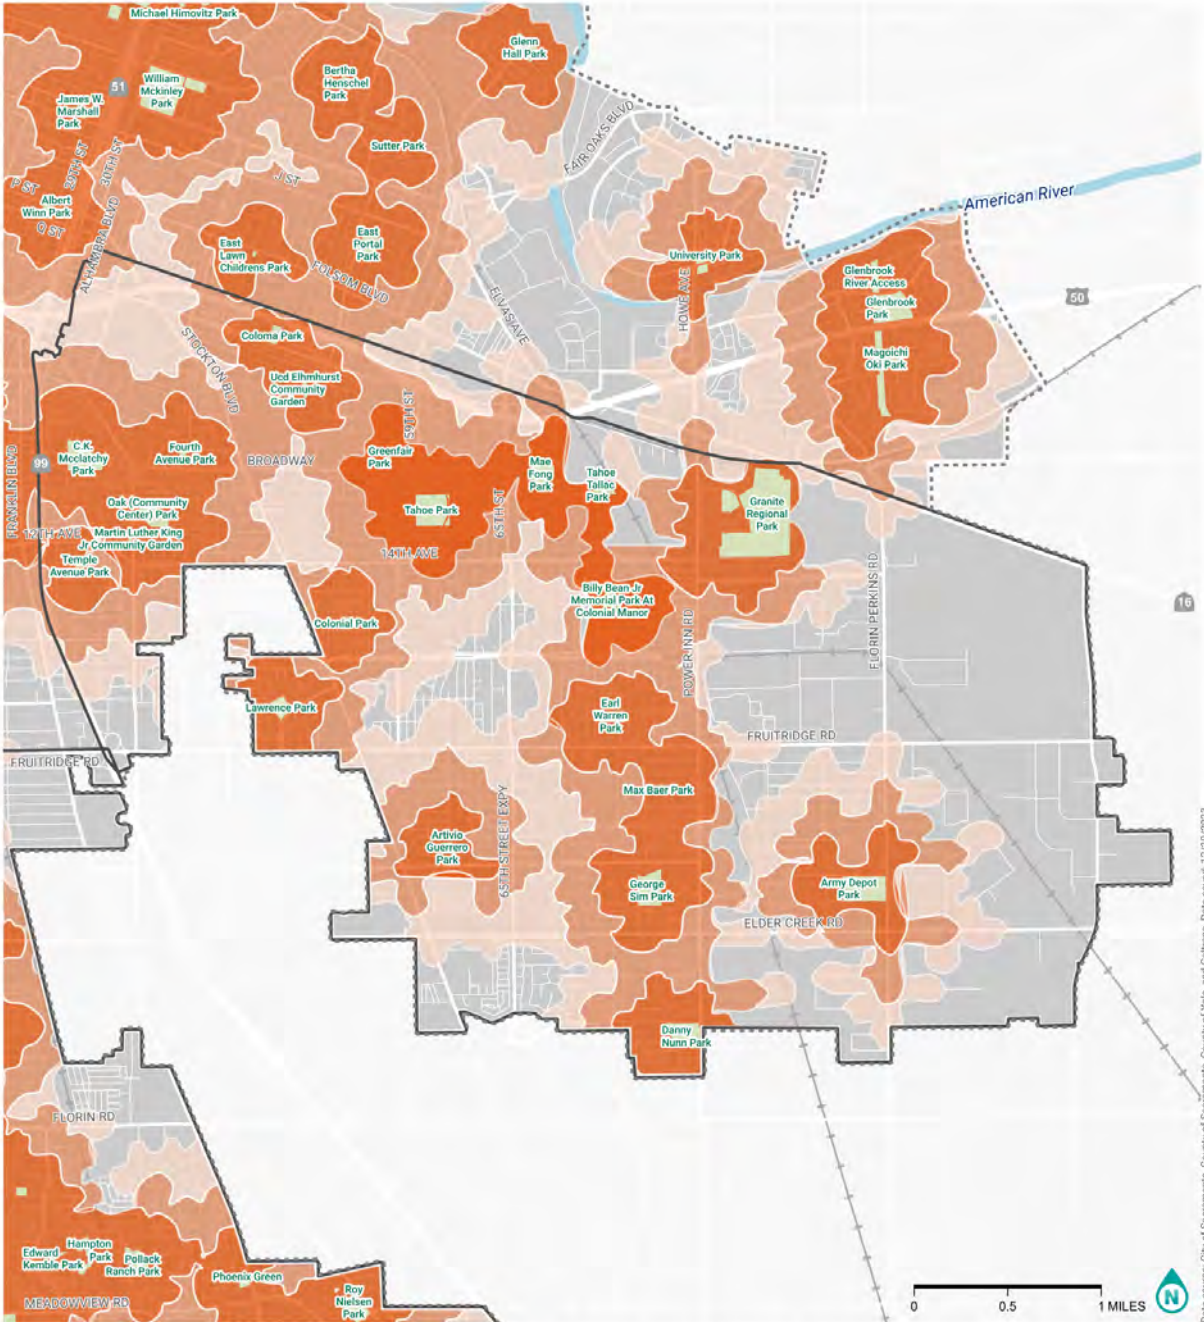 Michael Himovitz Park
Glenn
Hall Park
Bertha
Henschel
Park
51
William
Mckinley
Park
James W.
Marshall
Park
Sutter Park
FAIR OAKS BLVD
29TH ST
30TH ST
J ST
P ST
Albert
Winn Park
Q ST
ALHAMBRA BLVD
American River
East
Lawn
Childrens Park
East
Portal
Park
FOLSOM BLVD
University Park
Glenbrook
River Access
Glenbrook
Park
50
HOWE AVE
ELVAS AVE
Coloma Park
STOCKTON BLVD
Magoichi
Oki Park
Ucd Elhmhurst
Community
Garden
59TH ST
FRANKLIN BLVD
99
C.K.
Mcclatchy
Park
Fourth
Avenue Park
BROADWAY
Greenfair
Park
Mae
Fong
Park
Tahoe
Tallac
Park
Tahoe Park
65TH ST
Granite
Regional
Park
Oak (Community
Center) Park
12TH AVE
Martin Luther King
Jr Community Garden
Temple
Avenue Park
14TH AVE
Billy Bean Jr
Memorial Park At
Colonial Manor
FLORIN PERKINS RD
16
Colonial Park
POWER INN RD
Lawrence Park
Earl
Warren
Park
FRUITRIDGE RD
FRUITRIDGE RD
Max Baer Park
65TH STREET EXPY
Artivio
Guerrero
Park
George
Sim Park
Army Depot
Park
ELDER CREEK RD
Danny
Nunn Park
FLORIN RD
Edward
Kemble Park
Hampton
Park
Pollack
Ranch Park
Phoenix Green
Roy
Nielsen
Park
MEADOWVIEW RD
0 0.5 1 MILES
N